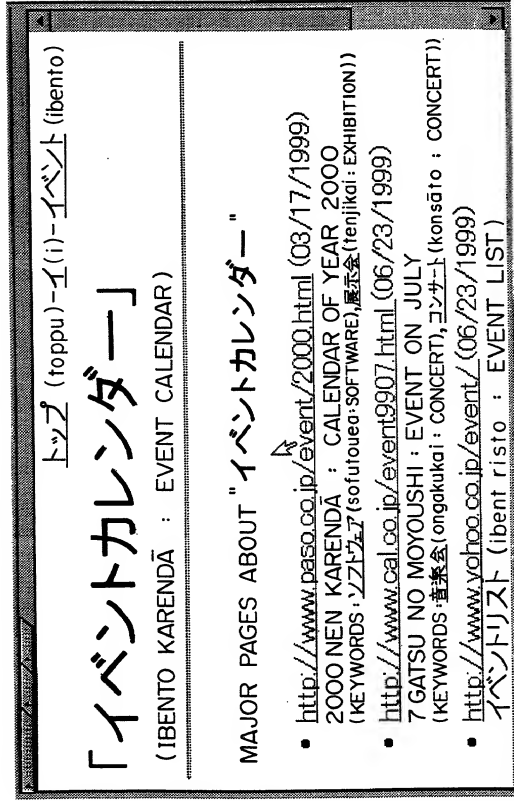 トップ (toppu)-イ(i)-イベント (ibento)
「イベントカレンダー」
(IBENTO KARENDĀ : EVENT CALENDAR)
MAJOR PAGES ABOUT "イベントカレンダー"
• http://www.paso.co.jp/event/2000.html (03/17/1999)
2000 NEN KARENDĀ : CALENDAR OF YEAR 2000
(KEYWORDS:ソフトウェア(sofutouea:SOFTWARE),展示会(tenjikai:EXHIBITION))
• http://www.cal.co.jp/event9907.html (06/23/1999)
7 GATSU NO MOYOUSHI : EVENT ON JULY
(KEYWORDS:音楽会(ongakukai : CONCERT),コンサート(konsāto ; CONCERT))
• http://www.yohoo.co.jp/event/ (06/23/1999)
イベントリスト (ibent risto : EVENT LIST)